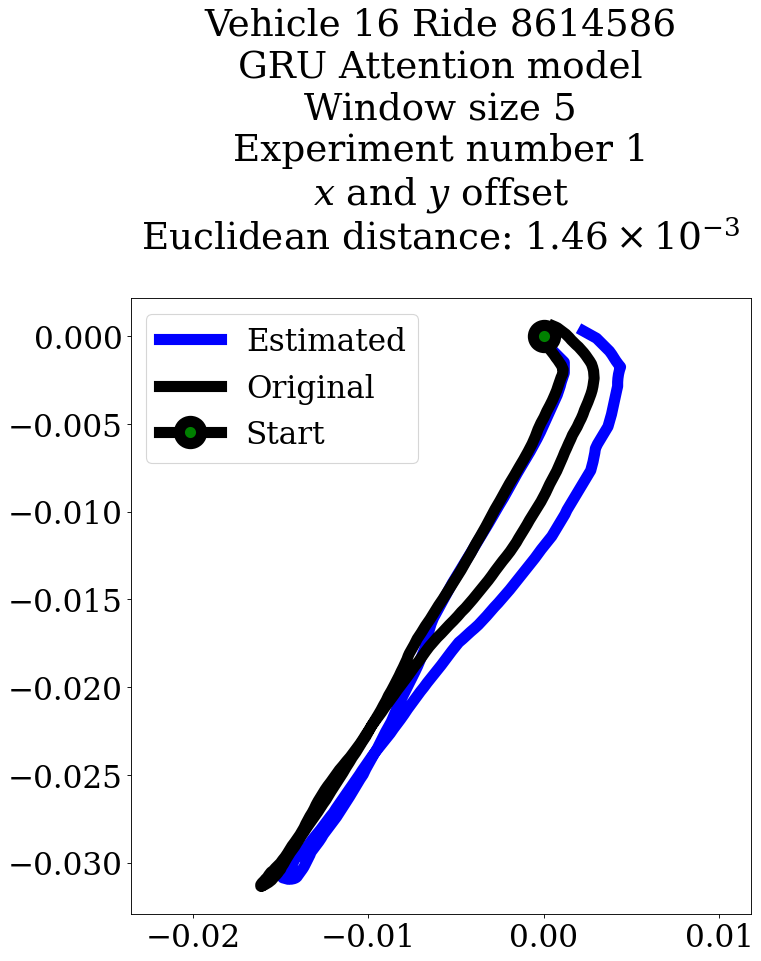 Vehicle 16 Ride 8614586
GRU Attention model
Window size 5
Experiment number 1
x and y offset
Euclidean distance: 1.46 × 10⁻³
Estimated
Original
Start
0.000
−0.005
−0.010
−0.015
−0.020
−0.025
−0.030
−0.02 −0.01 0.00 0.01